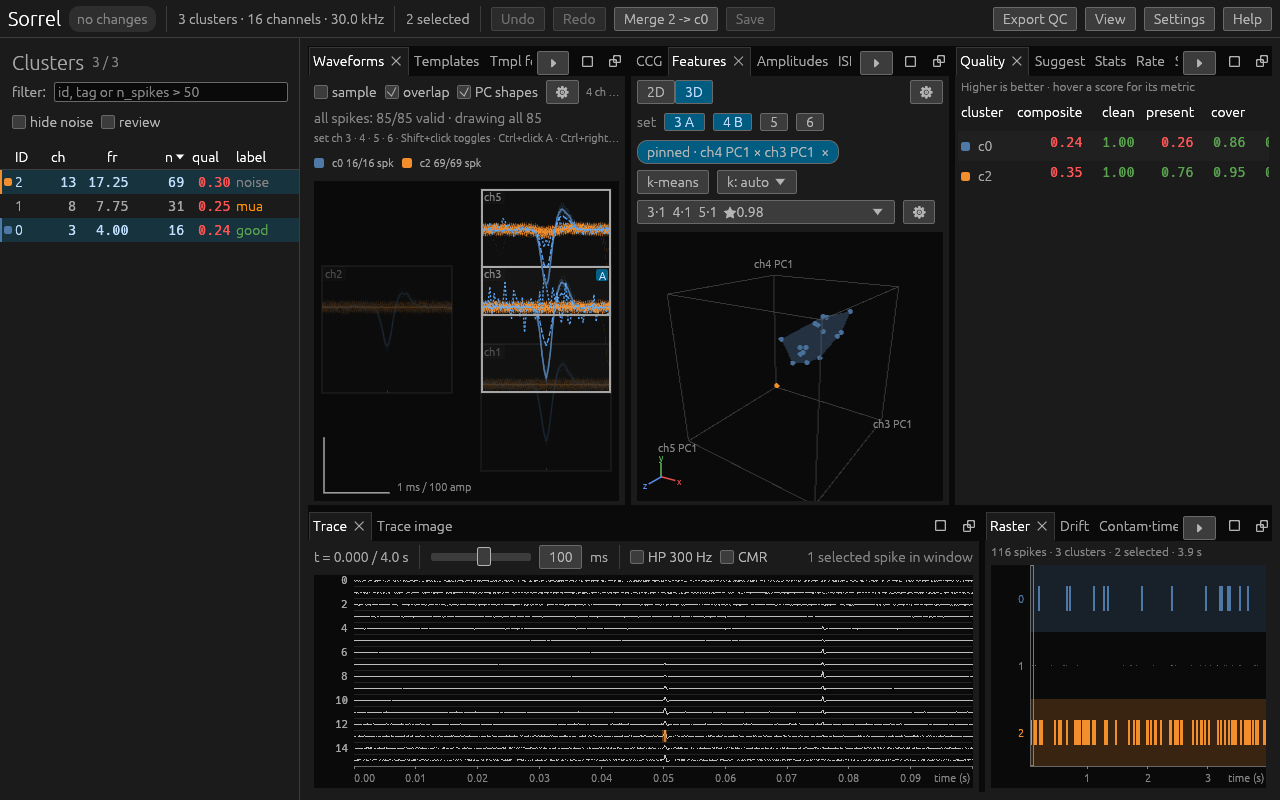 Sorrel no changes 3 clusters · 16 channels · 30.0 kHz 2 selected Undo Redo Merge 2 -> c0 Save Export QC View Settings Help
Clusters 3 / 3
filter: id, tag or n_spikes > 50
hide noise review
ID ch fr n▼ qual label
2 13 17.25 69 0.30 noise
1 8 7.75 31 0.25 mua
0 3 4.00 16 0.24 good
Waveforms × Templates Tmpl
sample overlap PC shapes 4 ch ...
all spikes: 85/85 valid · drawing all 85
set ch 3 · 4 · 5 · 6 · Shift+click toggles · Ctrl+click A · Ctrl+right...
c0 16/16 spk c2 69/69 spk
ch5
ch3 A
ch2
ch1
1 ms / 100 amp
CCG Features × Amplitudes ISI
2D 3D
set 3 A 4 B 5 6
pinned · ch4 PC1 × ch3 PC1 ×
k-means k: auto ▼
3·1 4·1 5·1 ★0.98 ▼
ch4 PC1
ch3 PC1
ch5 PC1
y
z x
Quality × Suggest Stats Rate
Higher is better · hover a score for its metric
cluster composite clean present cover
c0 0.24 1.00 0.26 0.86
c2 0.35 1.00 0.76 0.95
Trace × Trace image
t = 0.000 / 4.0 s 100 ms HP 300 Hz CMR 1 selected spike in window
0
2
4
6
8
10
12
14
0.00 0.01 0.02 0.03 0.04 0.05 0.06 0.07 0.08 0.09 time (s)
Raster × Drift Contam·time
116 spikes · 3 clusters · 2 selected · 3.9 s
0
1
2
1 2 3 time (s)